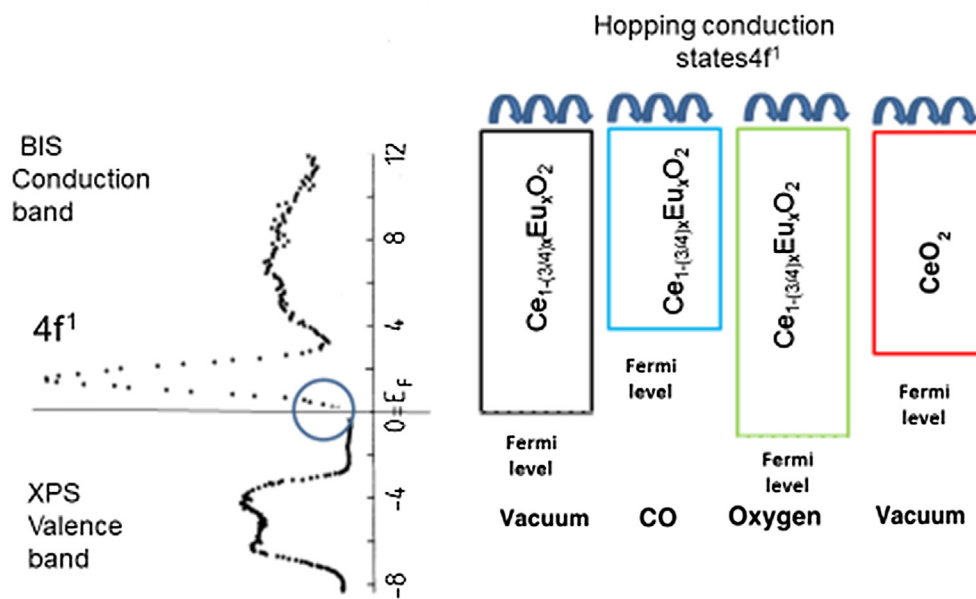 Hopping conduction
states4f¹
BIS
Conduction
band
12
8
4
4f¹
0=E_f
XPS
Valence
band
-4
-8
Ce₁₋₍₃/₄₎ₓEuₓO₂
Ce₁₋₍₃/₄₎ₓEuₓO₂
Ce₁₋₍₃/₄₎ₓEuₓO₂
CeO₂
Fermi
level
Fermi
level
Fermi
level
Fermi
level
Vacuum
CO
Oxygen
Vacuum